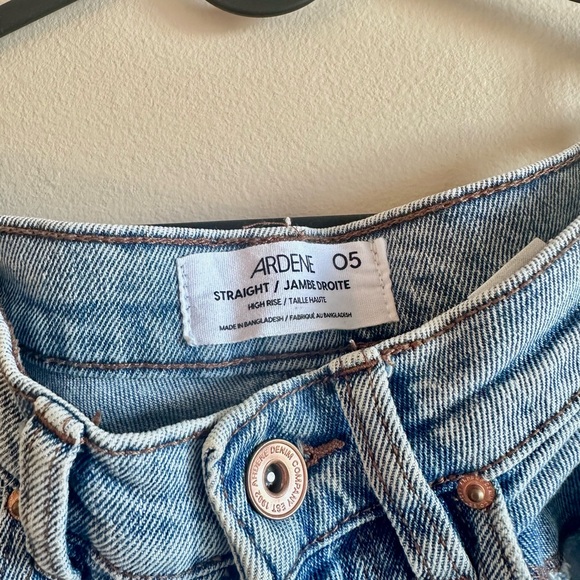 ARDENE 05
STRAIGHT / JAMBE DROITE
HIGH RISE / TAILLE HAUTE
MADE IN BANGLADESH / FABRIQUÉ AU BANGLADESH
ARDENE DENIM COMPANY EST 1982